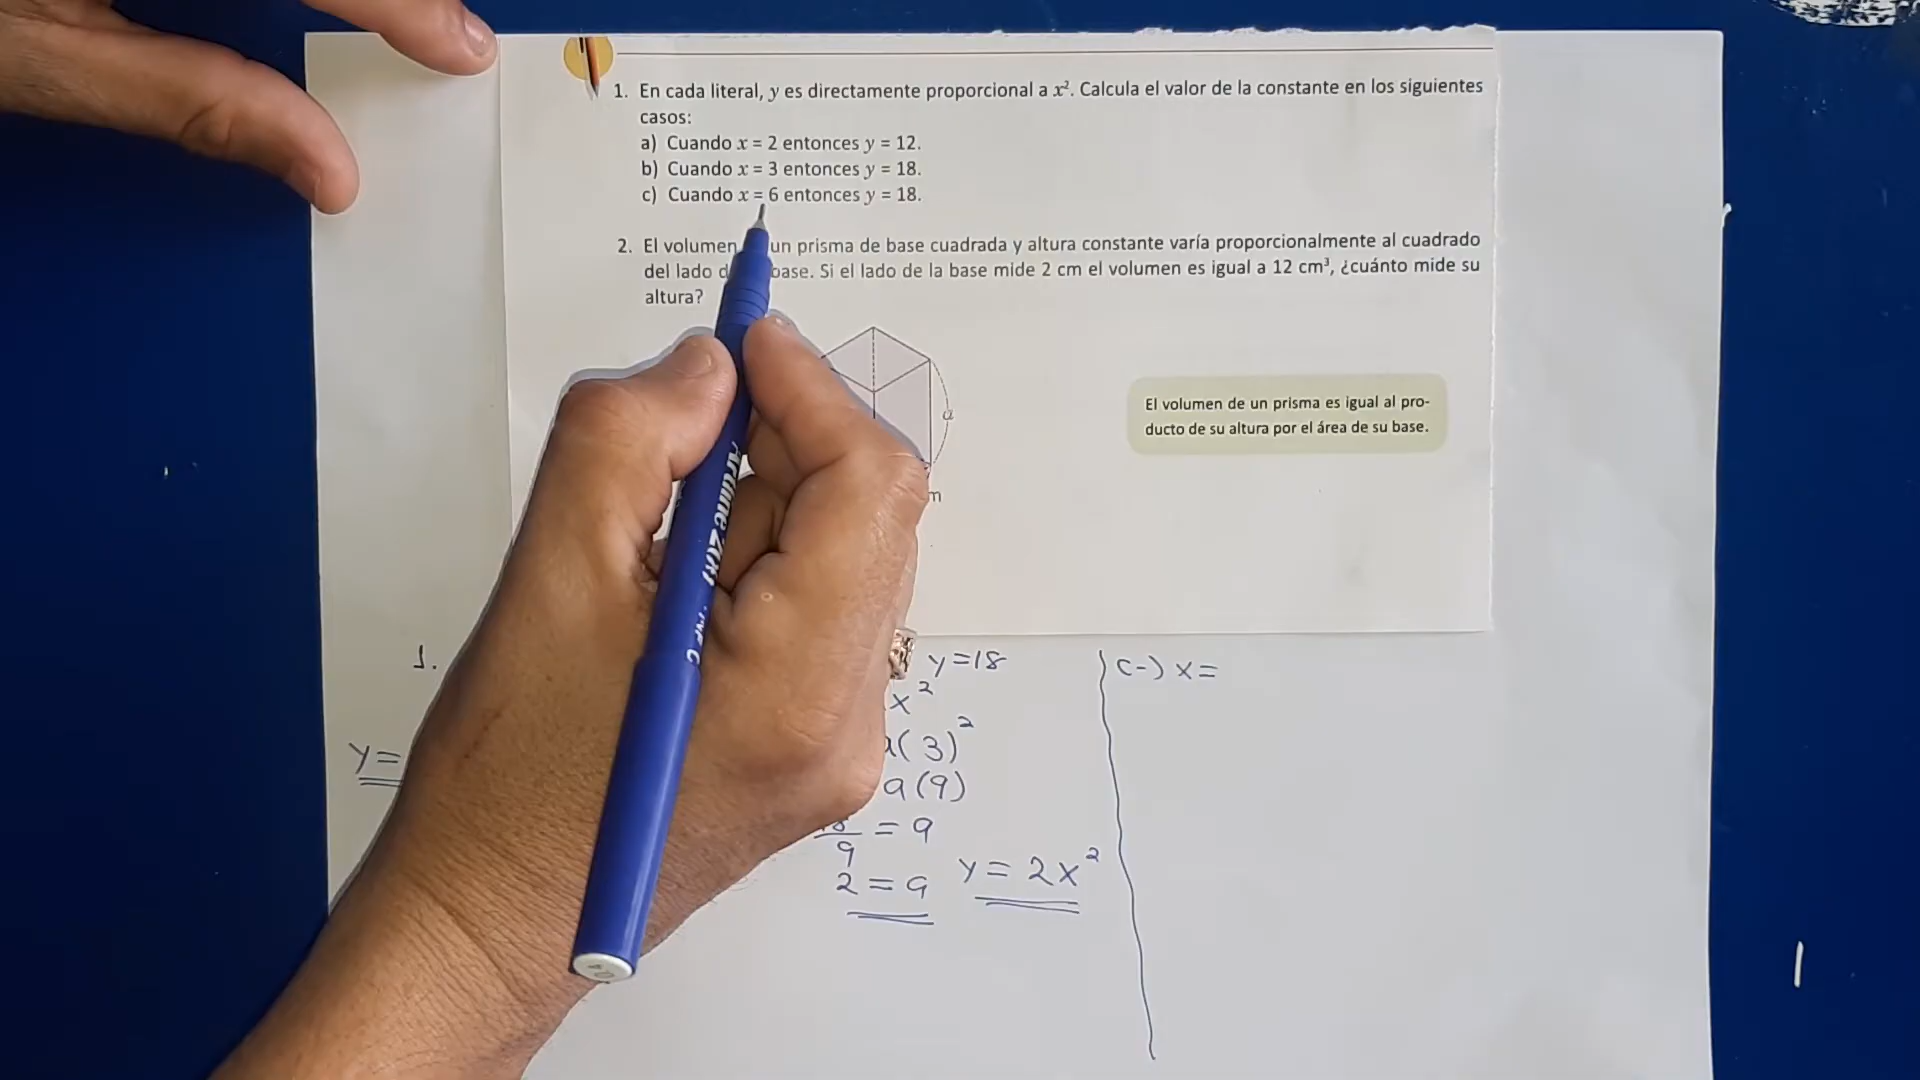 1. En cada literal, y es directamente proporcional a x². Calcula el valor de la constante en los siguientes
casos:
a) Cuando x = 2 entonces y = 12.
b) Cuando x = 3 entonces y = 18.
c) Cuando x = 6 entonces y = 18.
2. El volumen un prisma de base cuadrada y altura constante varía proporcionalmente al cuadrado
del lado base. Si el lado de la base mide 2 cm el volumen es igual a 12 cm³, ¿cuánto mide su
altura?
a
El volumen de un prisma es igual al pro-
ducto de su altura por el área de su base.
Artline 200
1.
y =
y = 18
x²
a(3)²
a(9)
18/9 = a
2 = a
y = 2x²
c-) x =